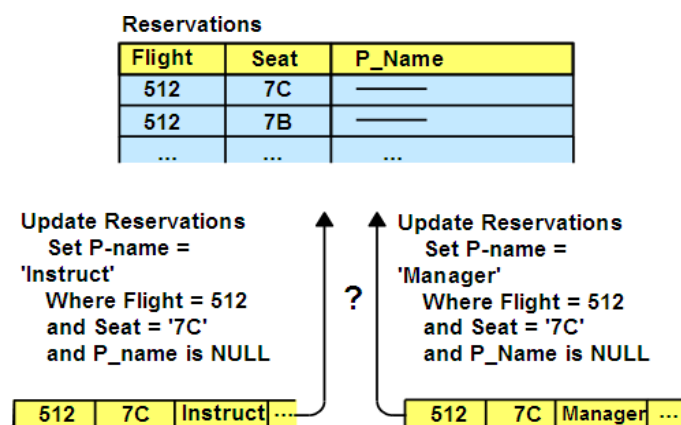 Reservations
Flight Seat P_Name
512 7C
512 7B
... ... ...
Update Reservations
Set P-name =
'Instruct'
Where Flight = 512
and Seat = '7C'
and P_name is NULL
?
Update Reservations
Set P-name =
'Manager'
Where Flight = 512
and Seat = '7C'
and P_Name is NULL
512 7C Instruct ...
512 7C Manager ...